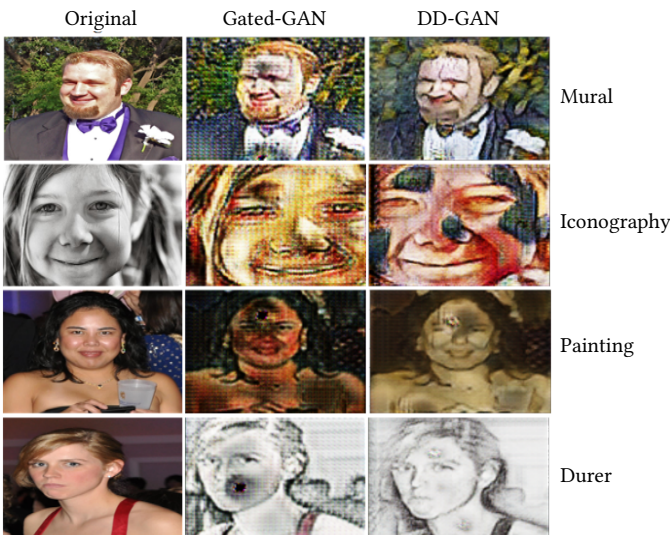 Original Gated-GAN DD-GAN
Mural
Iconography
Painting
Durer